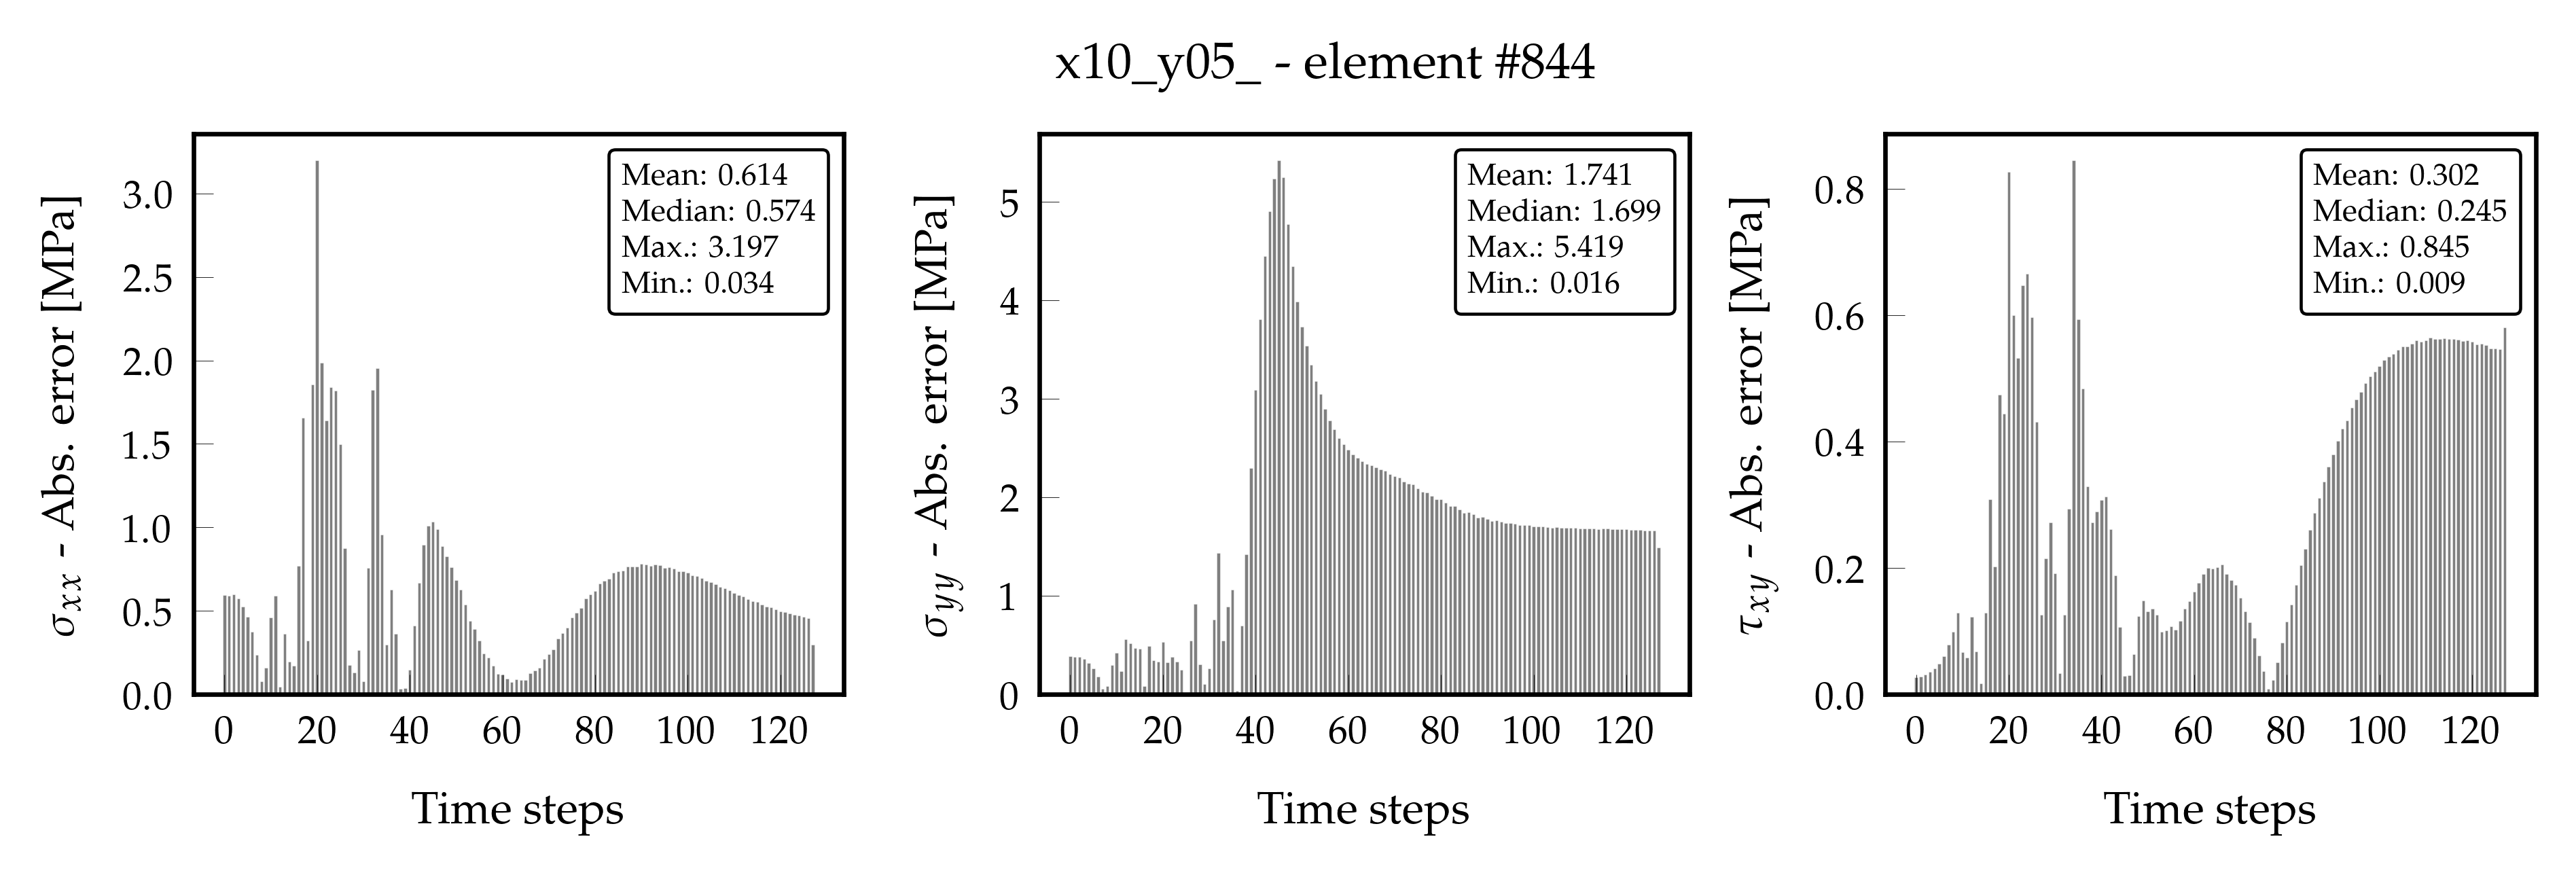 x10_y05_ - element #844
σxx - Abs. error [MPa]
3.0
2.5
2.0
1.5
1.0
0.5
0.0
0 20 40 60 80 100 120
Time steps
Mean: 0.614
Median: 0.574
Max.: 3.197
Min.: 0.034
σyy - Abs. error [MPa]
5
4
3
2
1
0
0 20 40 60 80 100 120
Time steps
Mean: 1.741
Median: 1.699
Max.: 5.419
Min.: 0.016
τxy - Abs. error [MPa]
0.8
0.6
0.4
0.2
0.0
0 20 40 60 80 100 120
Time steps
Mean: 0.302
Median: 0.245
Max.: 0.845
Min.: 0.009